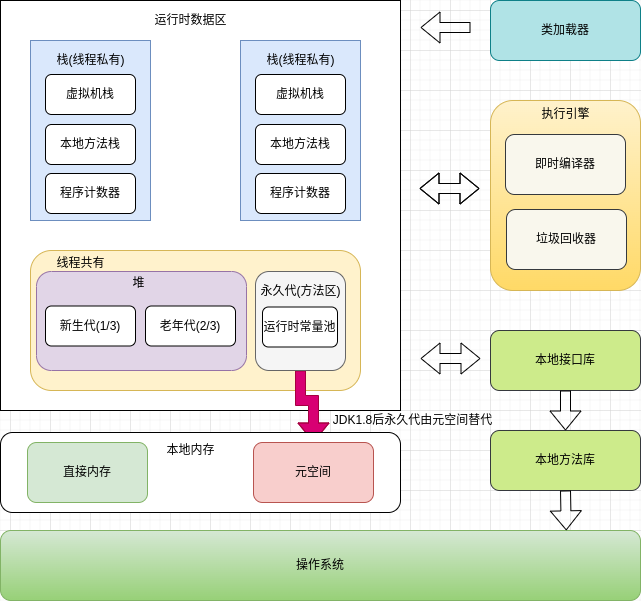 运行时数据区
类加载器
栈(线程私有)
栈(线程私有)
虚拟机栈
虚拟机栈
本地方法栈
本地方法栈
程序计数器
程序计数器
执行引擎
即时编译器
垃圾回收器
线程共有
堆
新生代(1/3)
老年代(2/3)
永久代(方法区)
运行时常量池
本地接口库
JDK1.8后永久代由元空间替代
本地内存
直接内存
元空间
本地方法库
操作系统